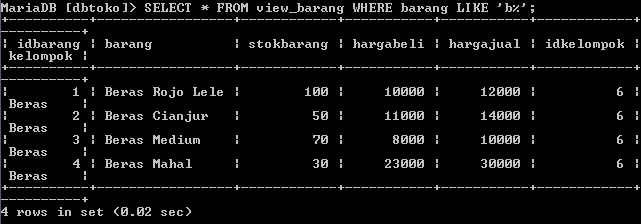 MariaDB [dbtoko]> SELECT * FROM view_barang WHERE barang LIKE 'b%';
+----------+----------------+------------+-----------+-----------+------------+
----------+
¦ idbarang ¦ barang         ¦ stokbarang ¦ hargabeli ¦ hargajual ¦ idkelompok ¦
kelompok ¦
+----------+----------------+------------+-----------+-----------+------------+
----------+
¦        1 ¦ Beras Rojo Lele ¦        100 ¦     10000 ¦     12000 ¦          6 ¦
Beras    ¦
¦        2 ¦ Beras Cianjur  ¦         50 ¦     11000 ¦     14000 ¦          6 ¦
Beras    ¦
¦        3 ¦ Beras Medium   ¦         70 ¦      8000 ¦     10000 ¦          6 ¦
Beras    ¦
¦        4 ¦ Beras Mahal    ¦         30 ¦     23000 ¦     30000 ¦          6 ¦
Beras    ¦
+----------+----------------+------------+-----------+-----------+------------+
----------+
4 rows in set (0.02 sec)